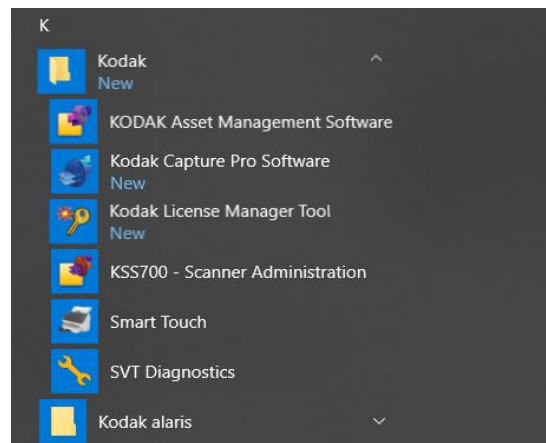 K
Kodak
New
KODAK Asset Management Software
Kodak Capture Pro Software
New
Kodak License Manager Tool
New
KSS700 - Scanner Administration
Smart Touch
SVT Diagnostics
Kodak alaris